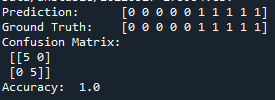 Prediction: [0 0 0 0 0 1 1 1 1 1]
Ground Truth: [0 0 0 0 0 1 1 1 1 1]
Confusion Matrix:
[[5 0]
[0 5]]
Accuracy: 1.0